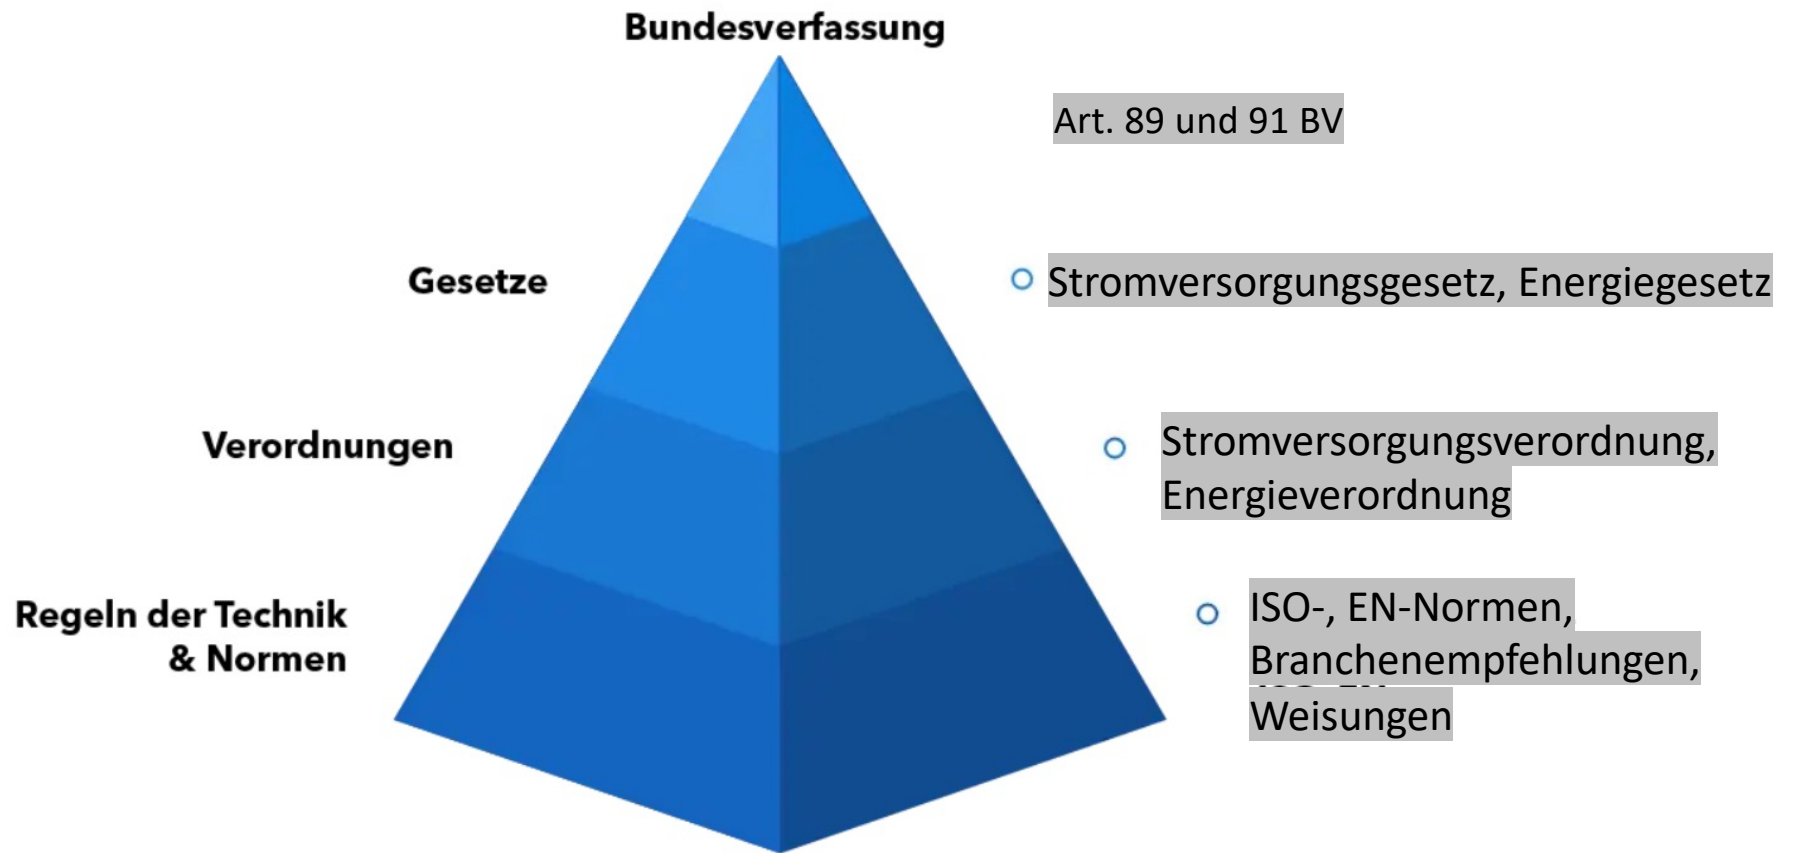 Bundesverfassung
Art. 89 und 91 BV
Gesetze
Stromversorgungsgesetz, Energiegesetz
Verordnungen
Stromversorgungsverordnung,
Energieverordnung
Regeln der Technik
& Normen
ISO-, EN-Normen,
Branchenempfehlungen,
Weisungen